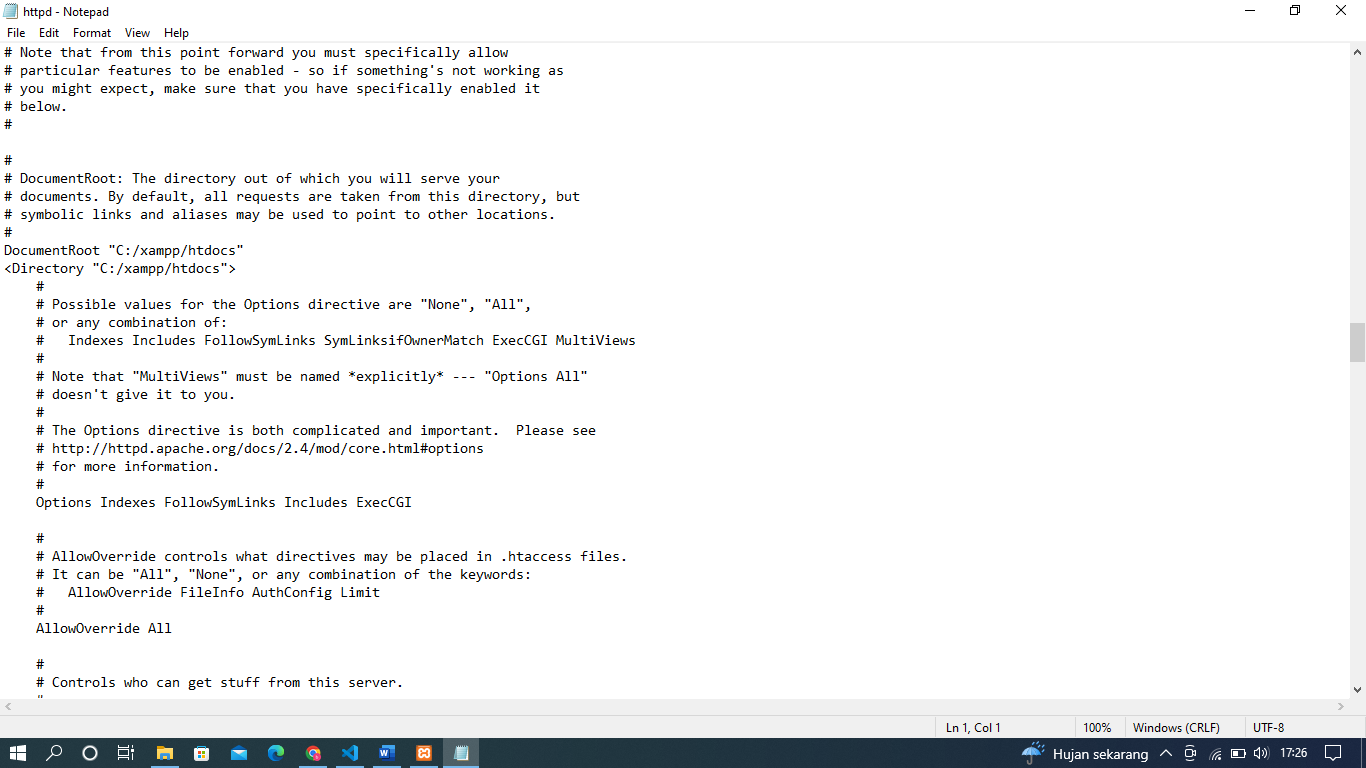 httpd - Notepad
File Edit Format View Help
# Note that from this point forward you must specifically allow
# particular features to be enabled - so if something's not working as
# you might expect, make sure that you have specifically enabled it
# below.
#

#
# DocumentRoot: The directory out of which you will serve your
# documents. By default, all requests are taken from this directory, but
# symbolic links and aliases may be used to point to other locations.
#
DocumentRoot "C:/xampp/htdocs"
<Directory "C:/xampp/htdocs">
    #
    # Possible values for the Options directive are "None", "All",
    # or any combination of:
    #   Indexes Includes FollowSymLinks SymLinksifOwnerMatch ExecCGI MultiViews
    #
    # Note that "MultiViews" must be named *explicitly* --- "Options All"
    # doesn't give it to you.
    #
    # The Options directive is both complicated and important.  Please see
    # http://httpd.apache.org/docs/2.4/mod/core.html#options
    # for more information.
    #
    Options Indexes FollowSymLinks Includes ExecCGI

    #
    # AllowOverride controls what directives may be placed in .htaccess files.
    # It can be "All", "None", or any combination of the keywords:
    #   AllowOverride FileInfo AuthConfig Limit
    #
    AllowOverride All

    #
    # Controls who can get stuff from this server.
    #
Ln 1, Col 1 100% Windows (CRLF) UTF-8
Hujan sekarang 17:26